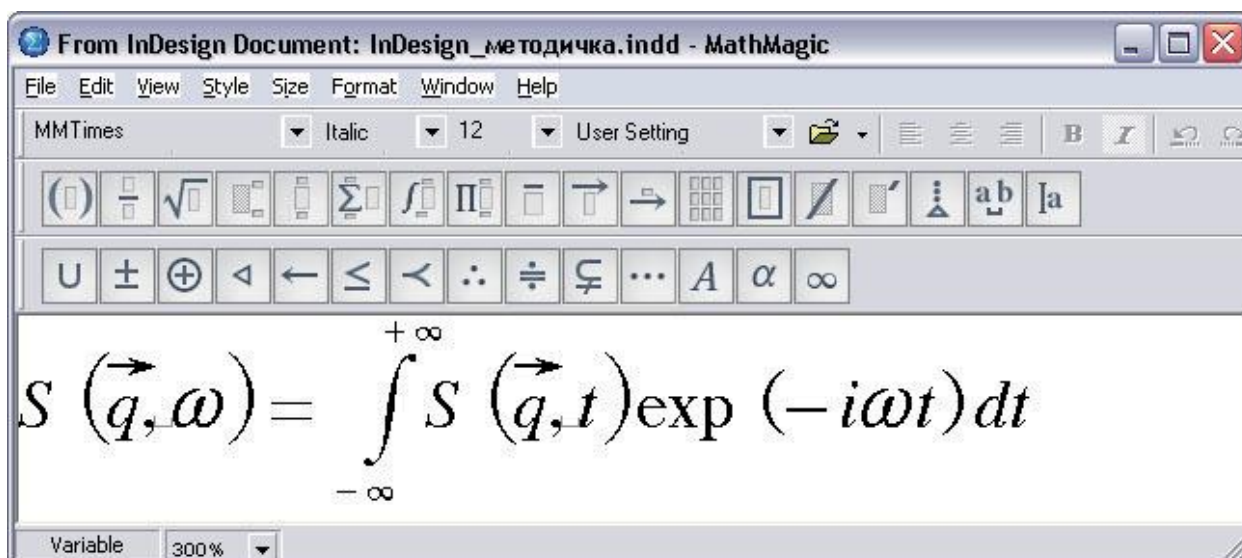 From InDesign Document: InDesign_методичка.indd - MathMagic
File Edit View Style Size Format Window Help
MMTimes Italic 12 User Setting B I
(▯) ▯/▯ √▯ Σ▯ ∫▯ Π▯ a b a
∪ ± ⊕ ◁ ← ≤ ≺ ∴ ≑ ⊊ ⋯ A α ∞
S (q⃗, ω) = ∫_{-∞}^{+∞} S (q⃗, t) exp (−iωt) dt
Variable 300%